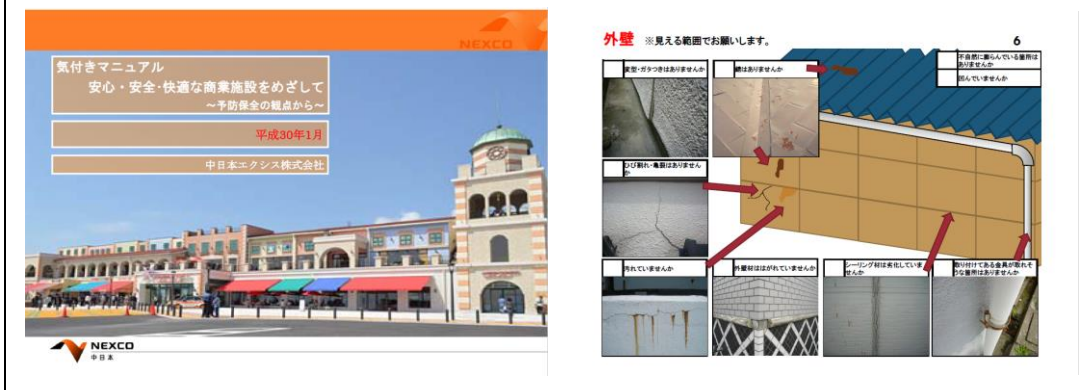 NEXCO
気付きマニュアル
安心・安全・快適な商業施設をめざして
～予防保全の観点から～
平成30年1月
中日本エクシス株式会社
NEXCO
中日本
外壁 ※見える範囲でお願いします。
6
変型・ガタつきはありませんか
錆はありませんか
不自然に膨らんでいる箇所は
ありませんか
凹んでいませんか
ひび割れ・亀裂はありません
か
汚れていませんか
外壁材ははがれていませんか
シーリング材は劣化していま
せんか
取り付けてある金具が取れそ
うな箇所はありませんか